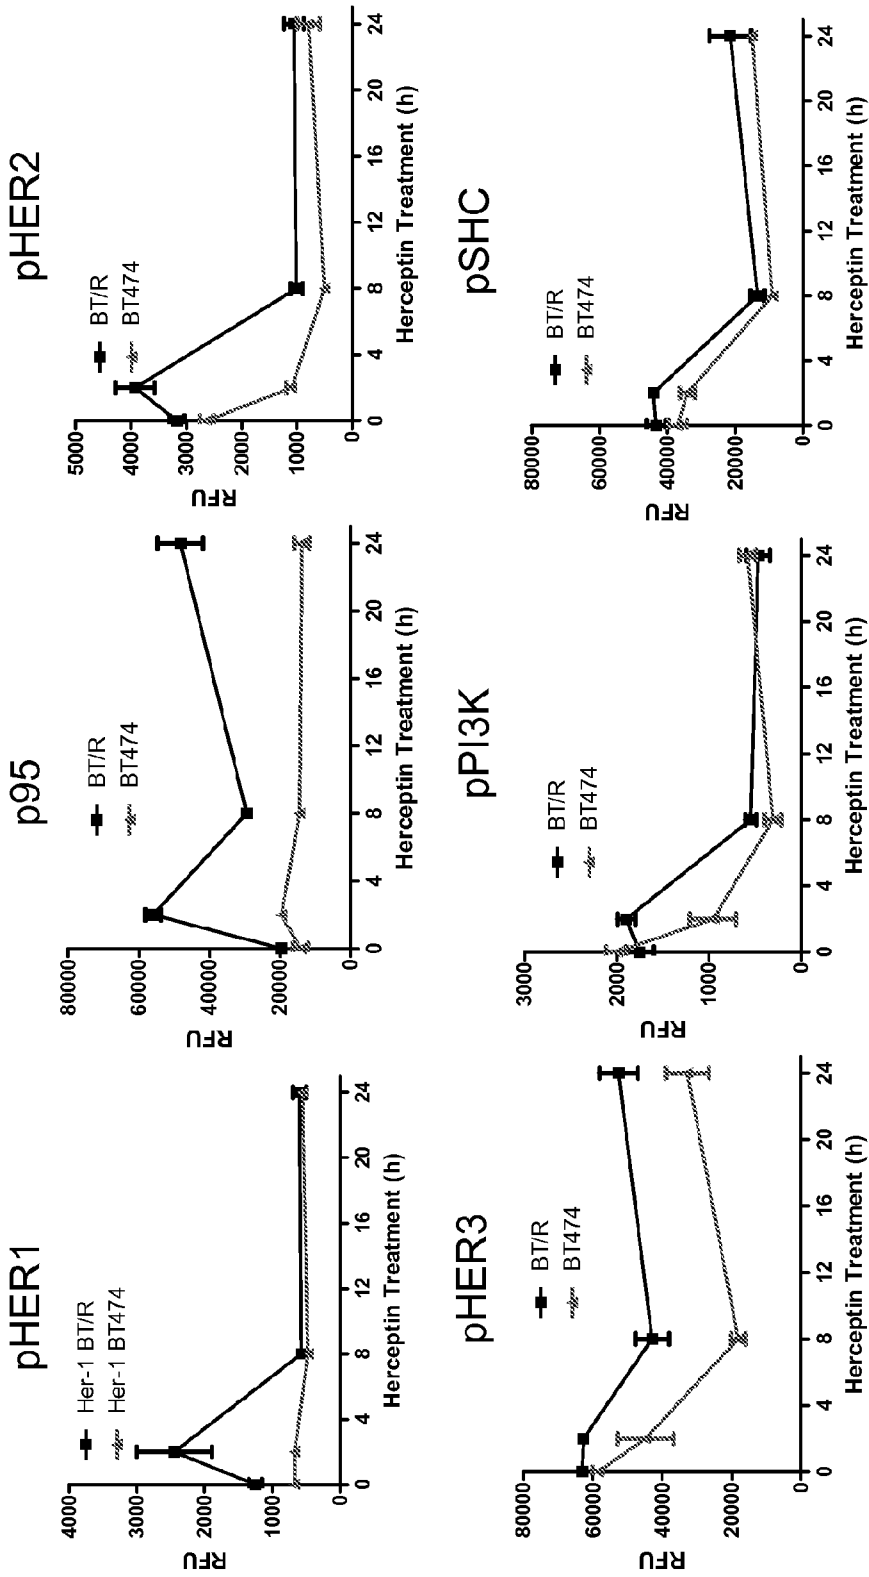 pHER1
RFU
4000
3000
2000
1000
0
Her-1 BT/R
Her-1 BT474
0 4 8 12 16 20 24
Herceptin Treatment (h)
p95
RFU
80000
60000
40000
20000
0
BT/R
BT474
0 4 8 12 16 20 24
Herceptin Treatment (h)
pHER2
RFU
5000
4000
3000
2000
1000
0
BT/R
BT474
0 4 8 12 16 20 24
Herceptin Treatment (h)
pHER3
RFU
80000
60000
40000
20000
0
BT/R
BT474
0 4 8 12 16 20 24
Herceptin Treatment (h)
pPI3K
RFU
3000
2000
1000
0
BT/R
BT474
0 4 8 12 16 20 24
Herceptin Treatment (h)
pSHC
RFU
80000
60000
40000
20000
0
BT/R
BT474
0 4 8 12 16 20 24
Herceptin Treatment (h)